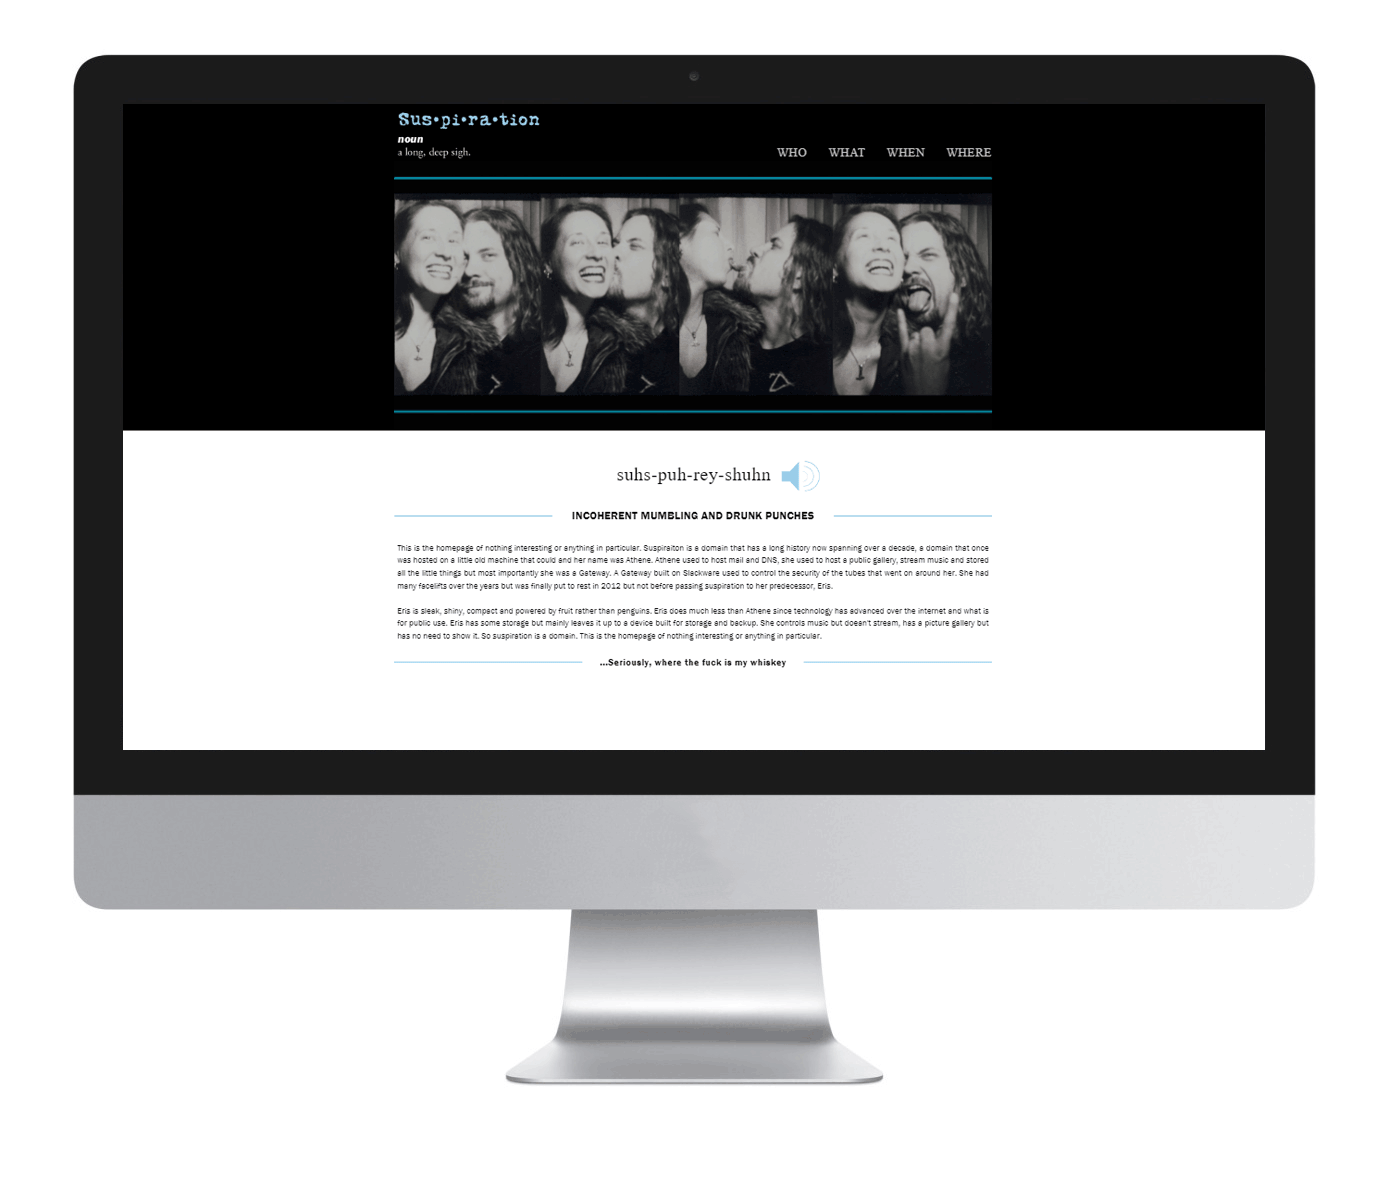 Sus•pi•ra•tion
noun
a long, deep sigh.
WHO WHAT WHEN WHERE
suhs-puh-rey-shuhn
INCOHERENT MUMBLING AND DRUNK PUNCHES
This is the homepage of nothing interesting or anything in particular. Suspiraiton is a domain that has a long history now spanning over a decade, a domain that once
was hosted on a little old machine that could and her name was Athene. Athene used to host mail and DNS, she used to host a public gallery, stream music and stored
all the little things but most importantly she was a Gateway. A Gateway built on Slackware used to control the security of the tubes that went on around her. She had
many facelifts over the years but was finally put to rest in 2012 but not before passing suspiration to her predecessor, Eris.
Eris is sleak, shiny, compact and powered by fruit rather than penguins. Eris does much less than Athene since technology has advanced over the internet and what is
for public use. Eris has some storage but mainly leaves it up to a device built for storage and backup. She controls music but doean't stream, has a picture gallery but
has no need to show it. So suspiration is a domain. This is the homepage of nothing interesting or anything in particular.
...Seriously, where the fuck is my whiskey